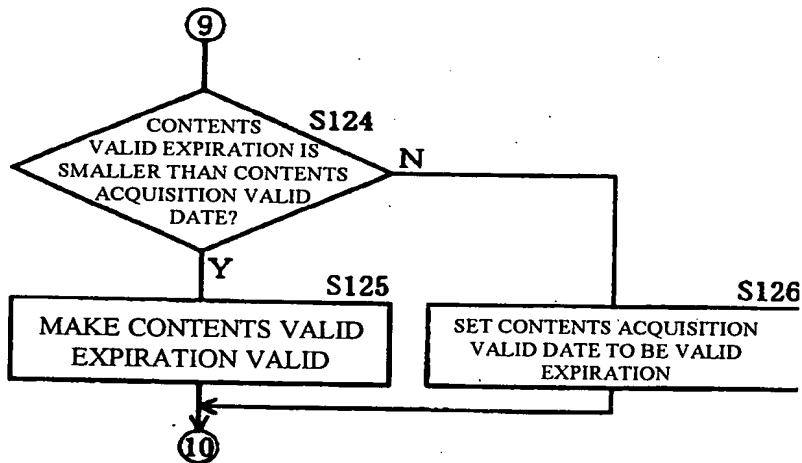 9
S124
CONTENTS
VALID EXPIRATION IS
SMALLER THAN CONTENTS
ACQUISITION VALID
DATE?
N
Y
S125
MAKE CONTENTS VALID
EXPIRATION VALID
S126
SET CONTENTS ACQUISITION
VALID DATE TO BE VALID
EXPIRATION
10